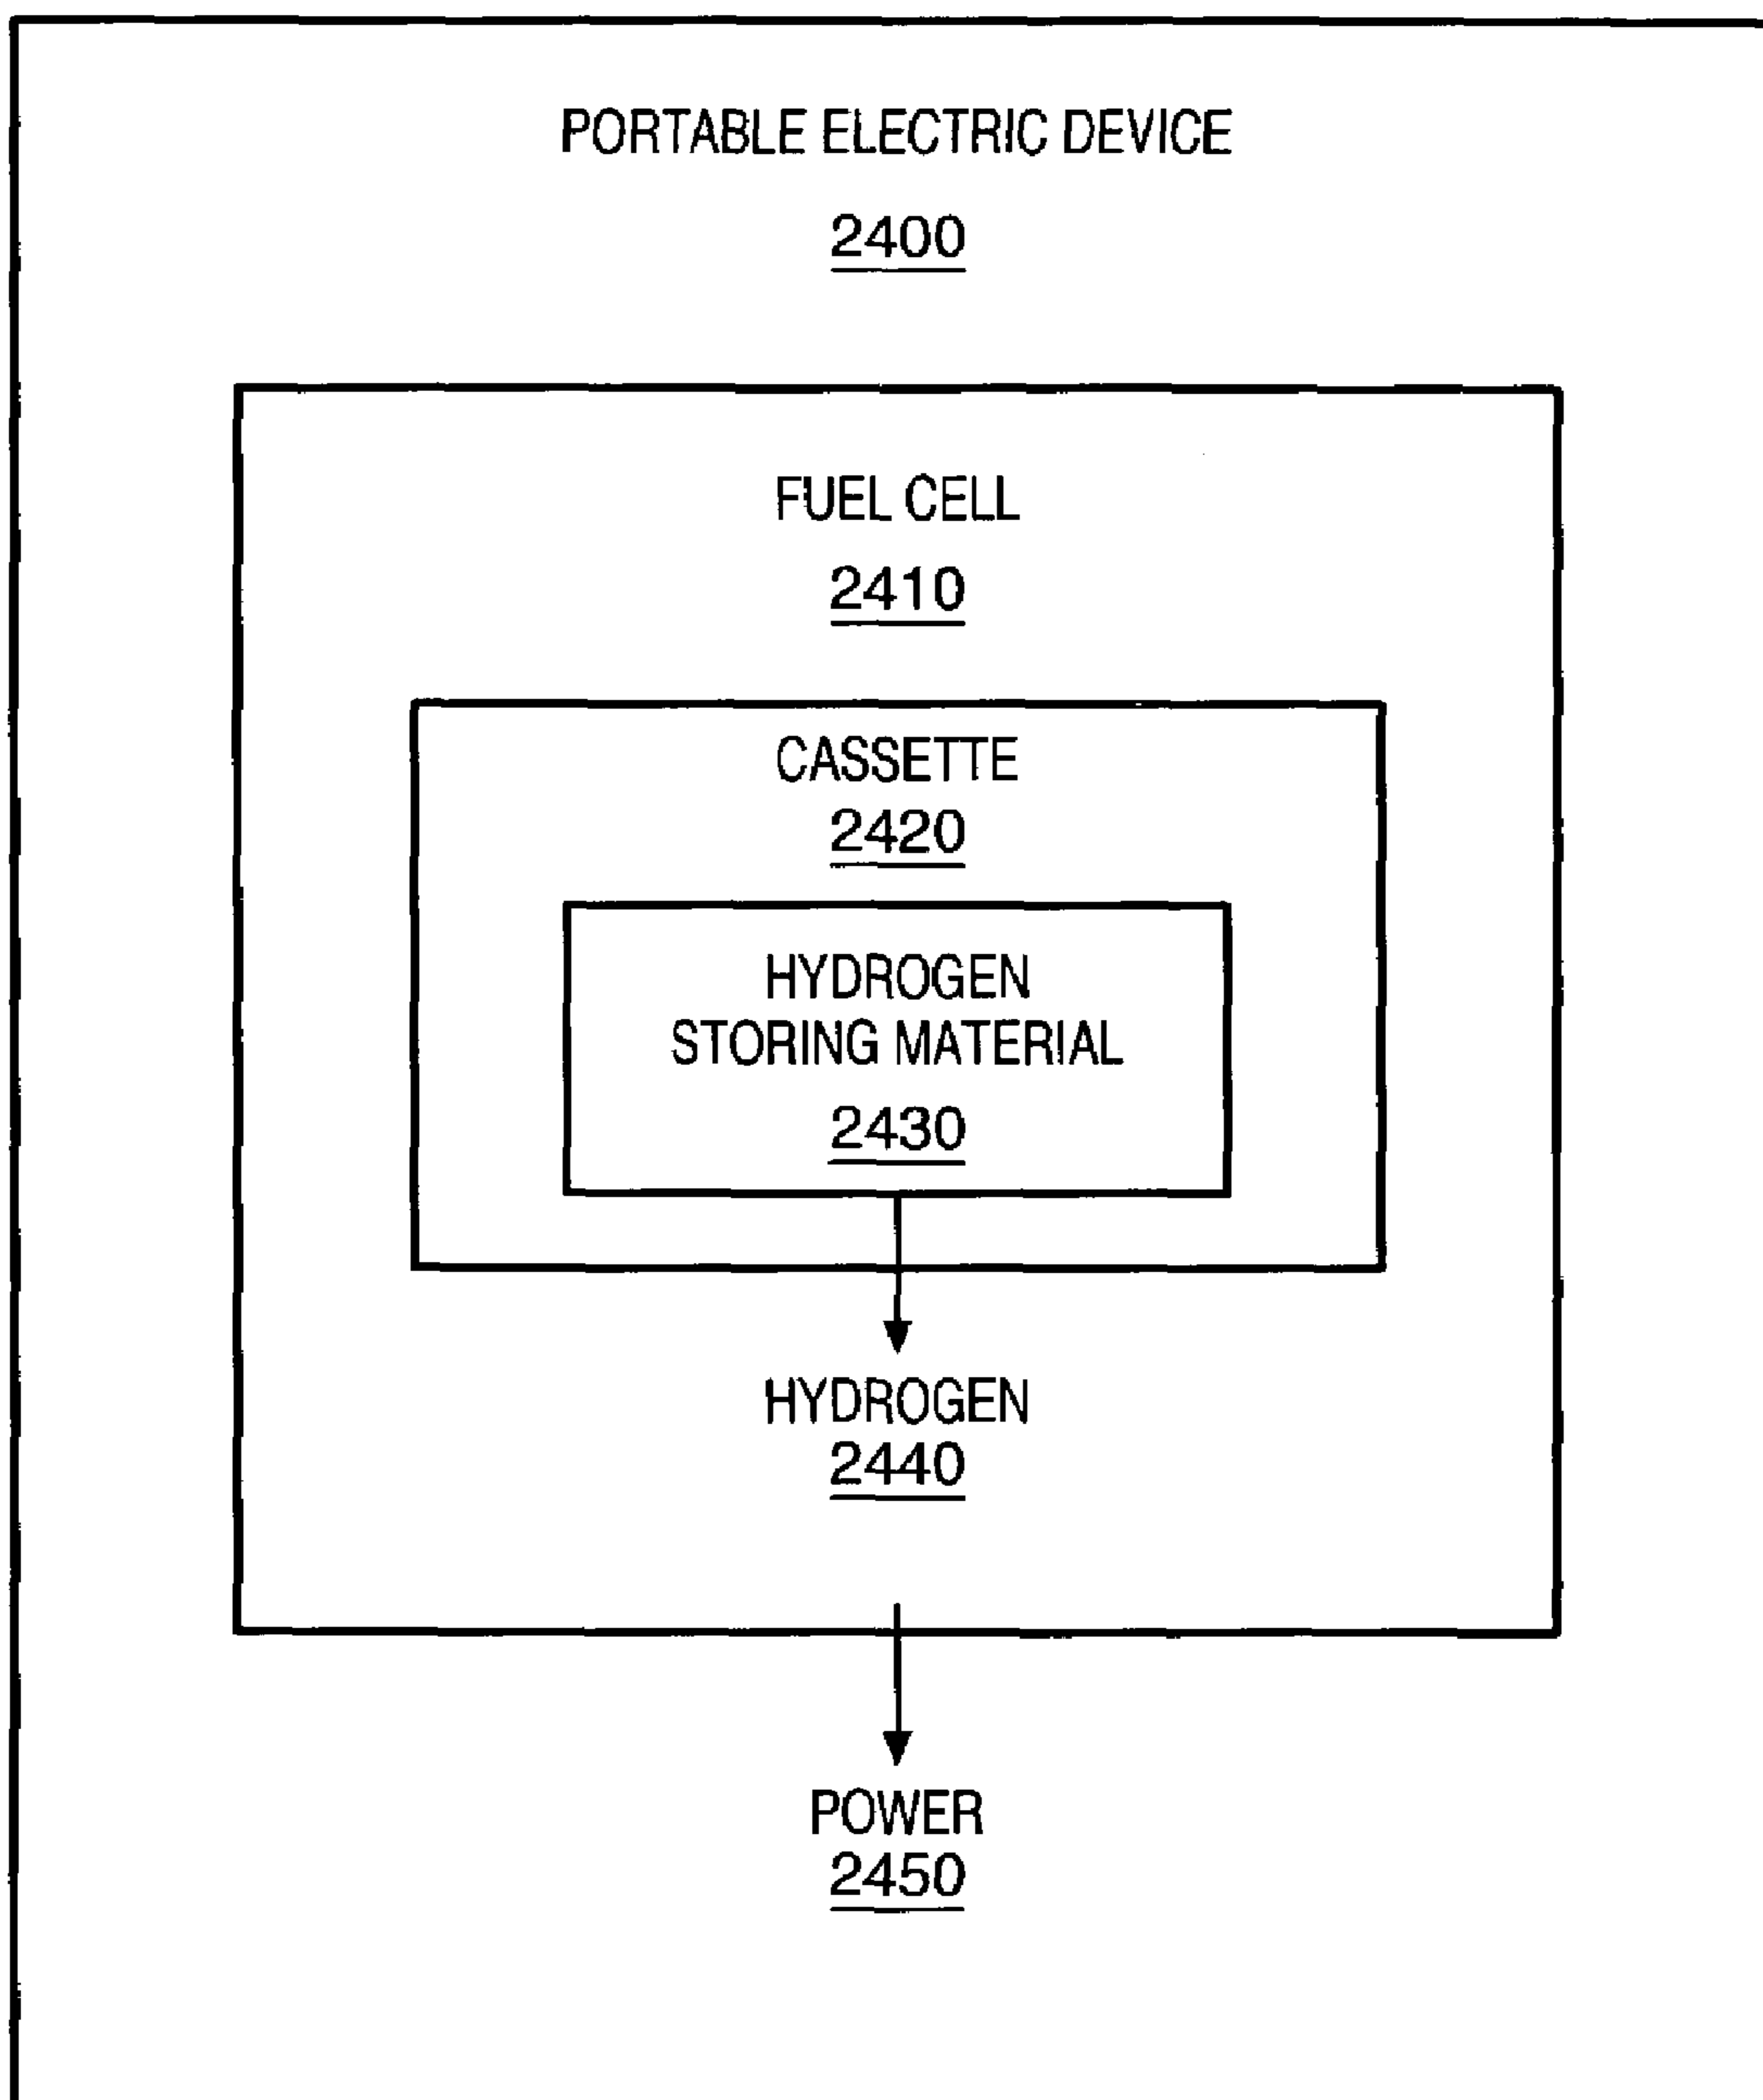 PORTABLE ELECTRIC DEVICE
2400
FUEL CELL
2410
CASSETTE
2420
HYDROGEN
STORING MATERIAL
2430
HYDROGEN
2440
POWER
2450